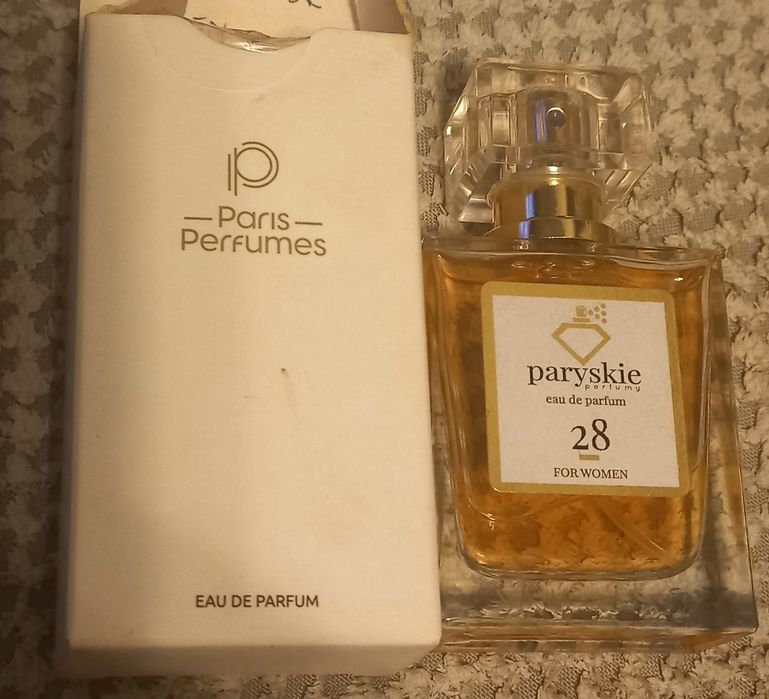 Paris
Perfumes
EAU DE PARFUM
paryskie
perfumy
eau de parfum
28
FOR WOMEN